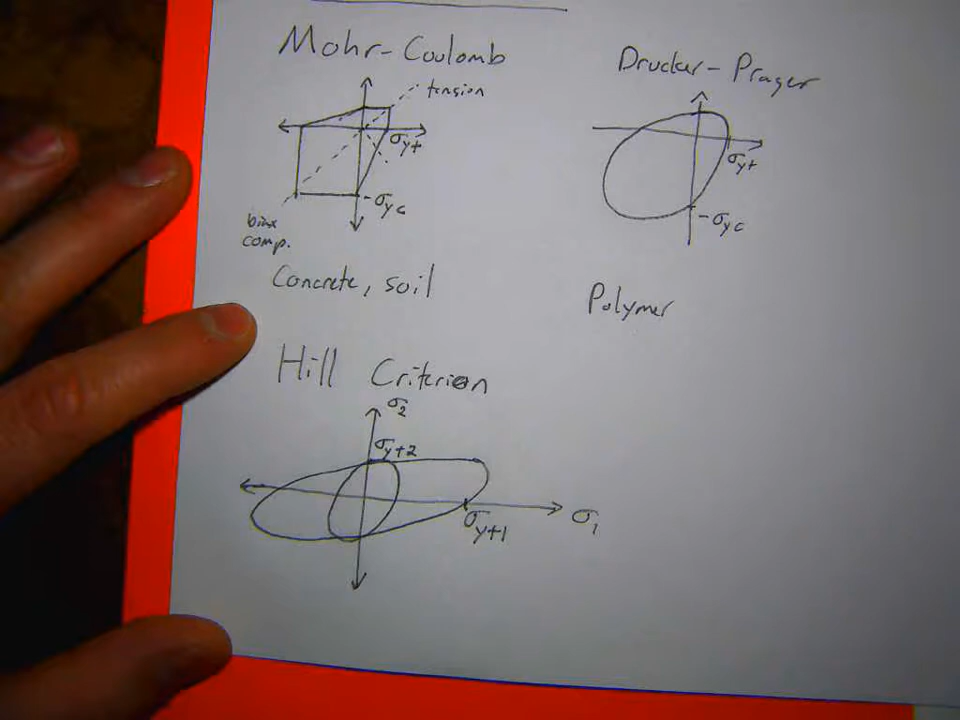 Mohr-Coulomb
tension
σyt
-σyc
biax
comp.
Concrete, soil
Drucker-Prager
σyt
-σyc
Polymer
Hill Criterion
σ2
σyt2
σyt1
σ1